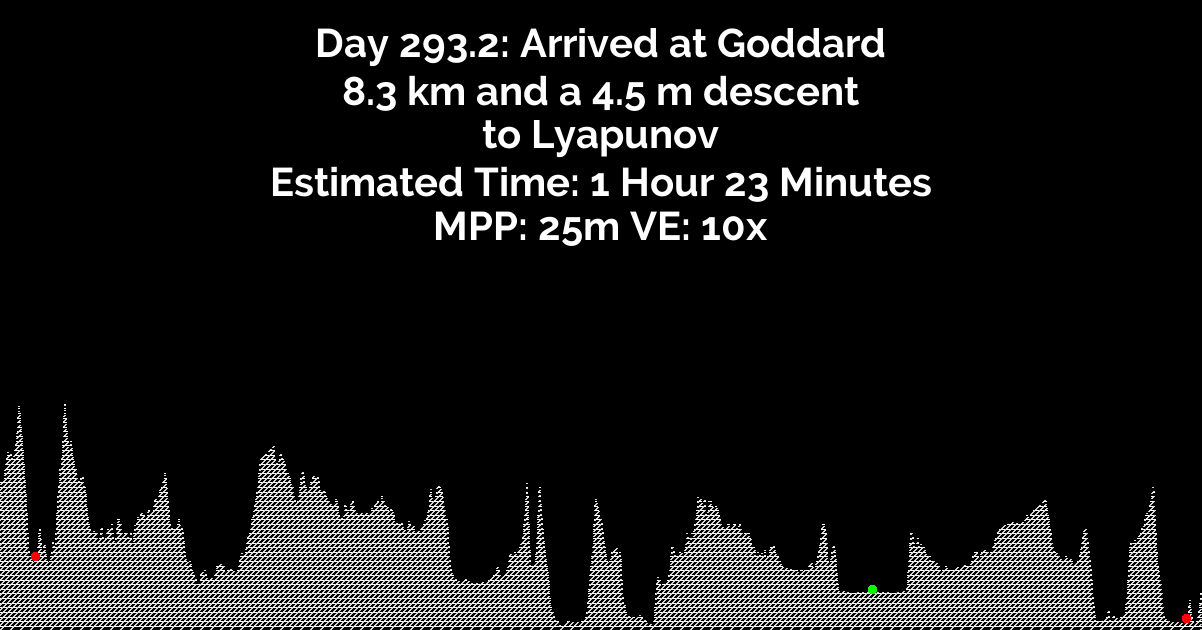 Day 293.2: Arrived at Goddard
8.3 km and a 4.5 m descent
to Lyapunov
Estimated Time: 1 Hour 23 Minutes
MPP: 25m VE: 10x